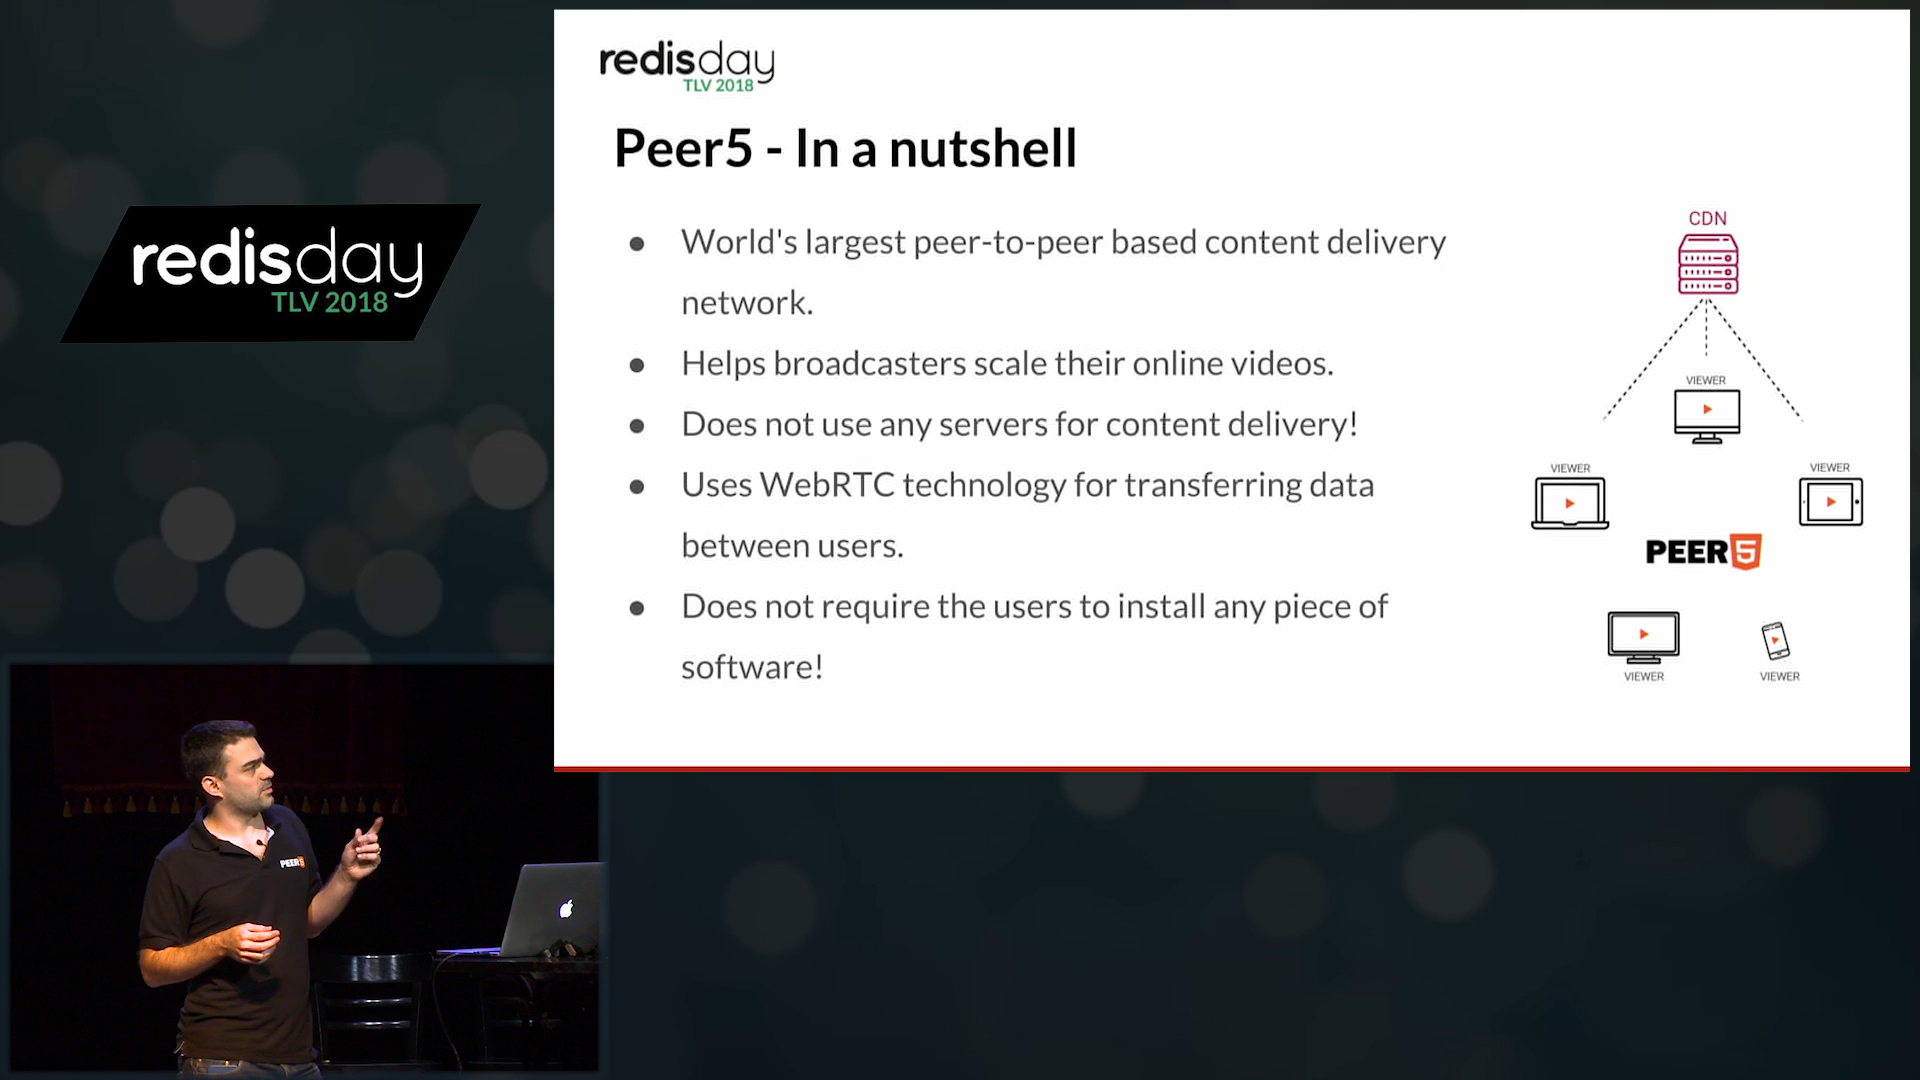 redisday
TLV 2018
redisday
TLV 2018
Peer5 - In a nutshell
● World's largest peer-to-peer based content delivery
network.
● Helps broadcasters scale their online videos.
● Does not use any servers for content delivery!
● Uses WebRTC technology for transferring data
between users.
● Does not require the users to install any piece of
software!
CDN
VIEWER
VIEWER
VIEWER
PEER5
VIEWER
VIEWER
PEER5